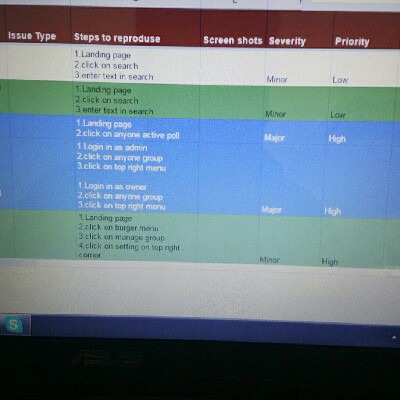 Issue Type Steps to reproduse Screen shots Severity Priority
1.Landing page
2.click on search
3.enter text in search Minor Low
1.Landing page
2.click on search
3.enter text in search Minor Low
1.Landing page
2.click on anyone active poll Major High
1.Login in as admin
2.click on anyone group
3.click on top right menu
1.Login in as owner
2.click on anyone group
3.click on top right menu Major High
1.Landing page
2.click on burger menu
3.click on manage group
4.click on setting on top right
corner Minor High
S